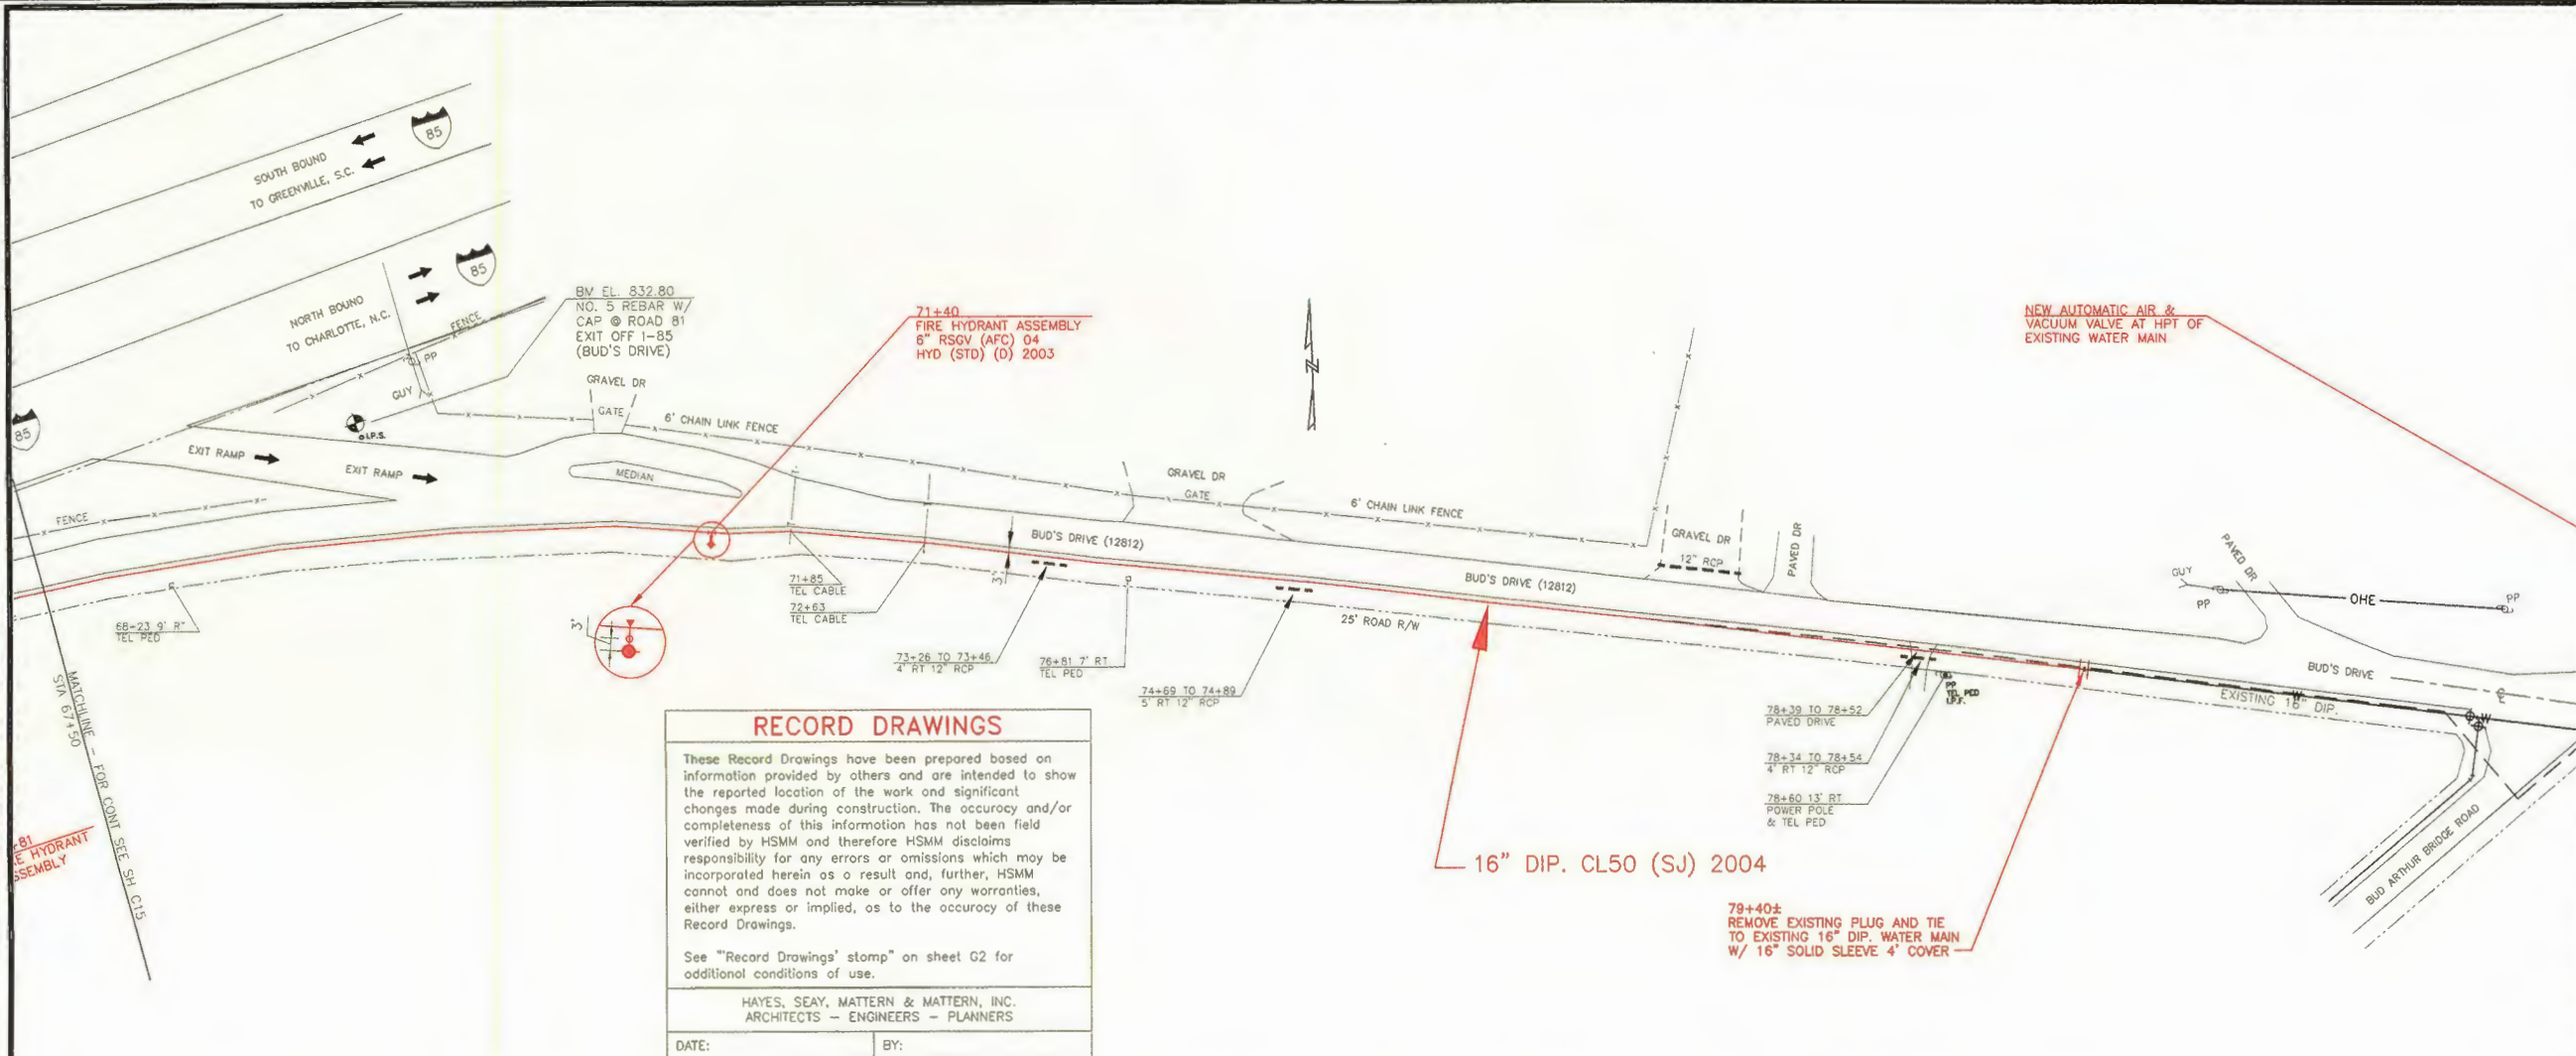 SOUTH BOUND
TO GREENVILLE, S.C.
85
NORTH BOUND
TO CHARLOTTE, N.C.
85
85
FENCE
PP
GUY
I.P.S.
BM EL. 832.80
NO. 5 REBAR W/
CAP @ ROAD 81
EXIT OFF I-85
(BUD'S DRIVE)
GRAVEL DR
GATE
6' CHAIN LINK FENCE
EXIT RAMP
EXIT RAMP
MEDIAN
FENCE
71+40
FIRE HYDRANT ASSEMBLY
6" RSGV (AFC) 04
HYD (STD) (D) 2003
N
NEW AUTOMATIC AIR &
VACUUM VALVE AT HPT OF
EXISTING WATER MAIN
GRAVEL DR
GATE
6' CHAIN LINK FENCE
GRAVEL DR
12" RCP
PAVED DR
PAVED DR
GUY
PP
OHE
PP
BUD'S DRIVE (12812)
BUD'S DRIVE (12812)
BUD'S DRIVE
EXISTING 16" DIP.
W
W
25' ROAD R/W
68+23 9' RT
TEL PED
3'
71+85
TEL CABLE
72+63
TEL CABLE
3'
73+26 TO 73+46
4' RT 12" RCP
76+81 7' RT
TEL PED
74+69 TO 74+89
5' RT 12" RCP
78+39 TO 78+52
PAVED DRIVE
78+34 TO 78+54
4' RT 12" RCP
78+60 13' RT
POWER POLE
& TEL PED
PP
TEL PED
I.P.F.
MATCHLINE - FOR CONT SEE SH C15
STA 67+50
+81
E HYDRANT
SSEMBLY
16" DIP. CL50 (SJ) 2004
79+40±
REMOVE EXISTING PLUG AND TIE
TO EXISTING 16" DIP. WATER MAIN
W/ 16" SOLID SLEEVE 4' COVER
BUD ARTHUR BRIDGE ROAD
RECORD DRAWINGS
These Record Drawings have been prepared based on
information provided by others and are intended to show
the reported location of the work and significant
changes made during construction. The accuracy and/or
completeness of this information has not been field
verified by HSMM and therefore HSMM disclaims
responsibility for any errors or omissions which may be
incorporated herein as a result and, further, HSMM
cannot and does not make or offer any warranties,
either express or implied, as to the accuracy of these
Record Drawings.
See "'Record Drawings' stamp" on sheet G2 for
additional conditions of use.
HAYES, SEAY, MATTERN & MATTERN, INC.
ARCHITECTS - ENGINEERS - PLANNERS
DATE:
BY: